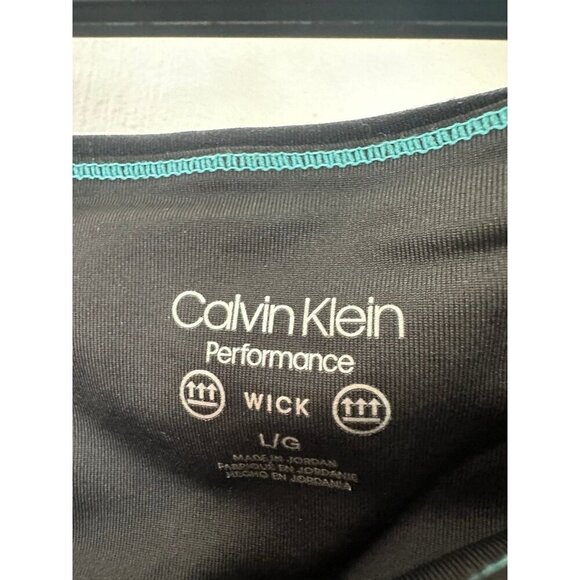 Calvin Klein
Performance
WICK
L/G
MADE IN JORDAN
FABRIQUÉ EN JORDANIE
HECHO EN JORDANIA